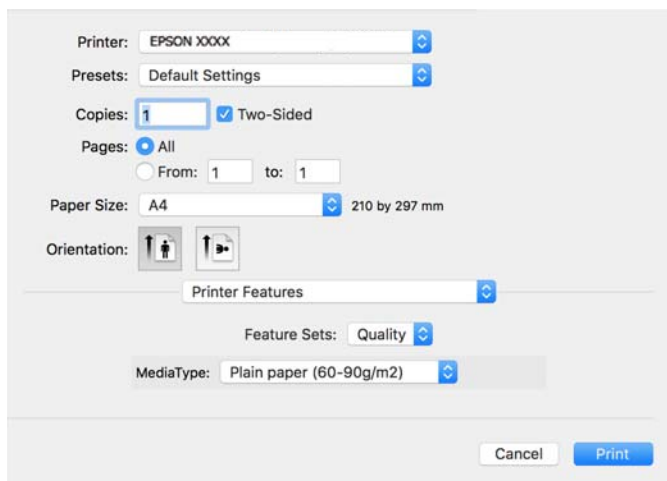 Printer: EPSON XXXX
Presets: Default Settings
Copies: 1 Two-Sided
Pages: All
From: 1 to: 1
Paper Size: A4 210 by 297 mm
Orientation:
Printer Features
Feature Sets: Quality
MediaType: Plain paper (60-90g/m2)
Cancel Print